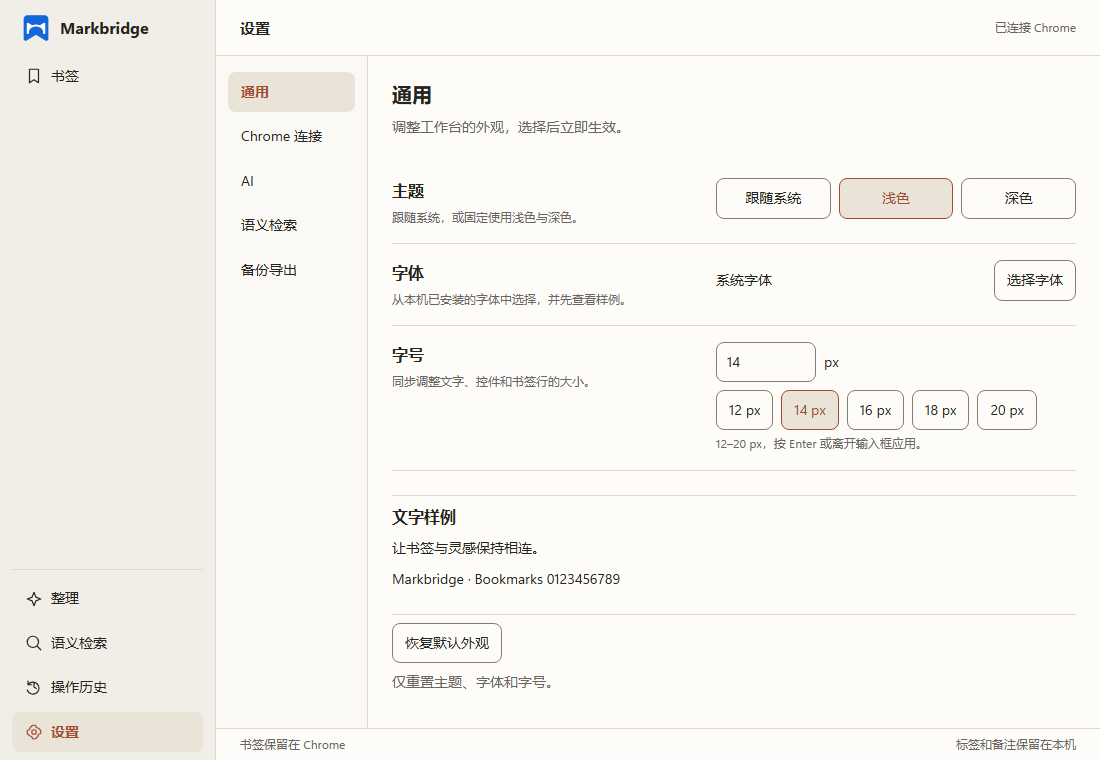 Markbridge
书签
整理
语义检索
操作历史
设置
设置
已连接 Chrome
通用
Chrome 连接
AI
语义检索
备份导出
通用
调整工作台的外观，选择后立即生效。
主题
跟随系统，或固定使用浅色与深色。
跟随系统
浅色
深色
字体
从本机已安装的字体中选择，并先查看样例。
系统字体
选择字体
字号
同步调整文字、控件和书签行的大小。
14 px
12 px
14 px
16 px
18 px
20 px
12–20 px，按 Enter 或离开输入框应用。
文字样例
让书签与灵感保持相连。
Markbridge · Bookmarks 0123456789
恢复默认外观
仅重置主题、字体和字号。
书签保留在 Chrome
标签和备注保留在本机